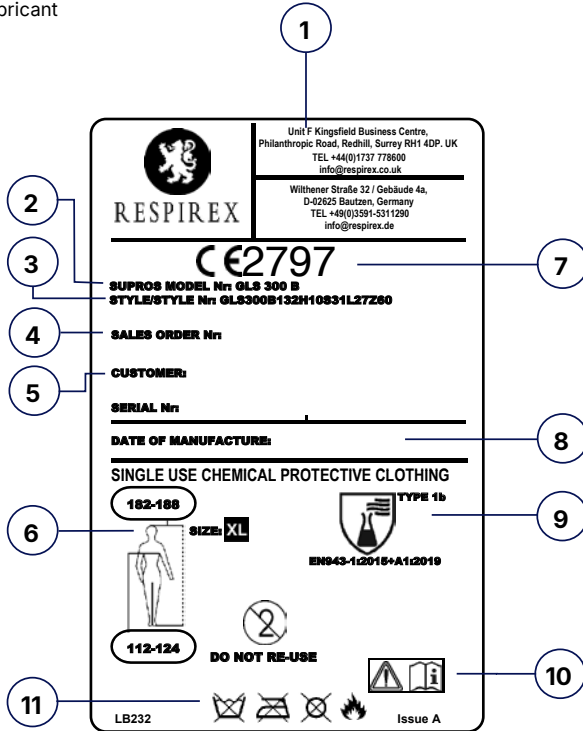 bricant
1
Unit F Kingsfield Business Centre,
Philanthropic Road, Redhill, Surrey RH1 4DP. UK
TEL +44(0)1737 778600
info@respirex.co.uk
Wilthener Straße 32 / Gebäude 4a,
D-02625 Bautzen, Germany
TEL +49(0)3591-5311290
info@respirex.de
RESPIREX
2
CE2797
7
3
SUPROS MODEL Nr: GLS 300 B
STYLE/STYLE Nr: GLS300B132H10S31L27Z60
4
SALES ORDER Nr:
5
CUSTOMER:
SERIAL Nr:
DATE OF MANUFACTURE:
8
SINGLE USE CHEMICAL PROTECTIVE CLOTHING
182-188
TYPE 1b
6
SIZE: XL
9
EN943-1:2015+A1:2019
2
112-124
DO NOT RE-USE
i
10
11
LB232
Issue A